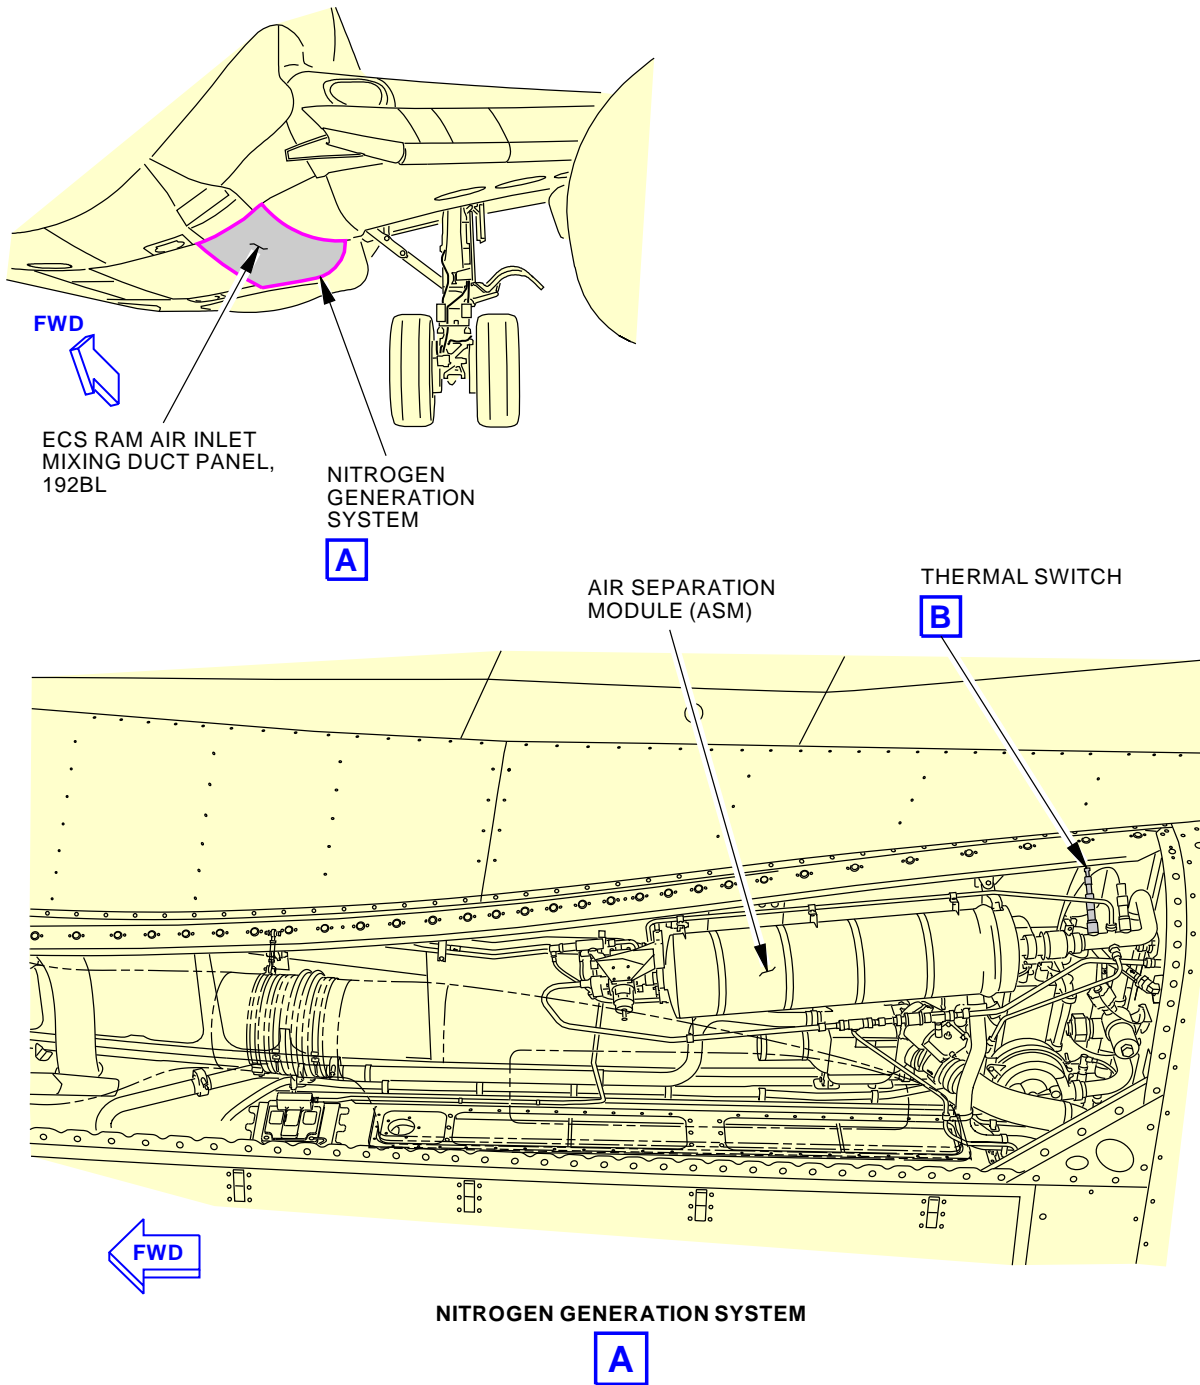 FWD
ECS RAM AIR INLET
MIXING DUCT PANEL,
192BL
NITROGEN
GENERATION
SYSTEM
A
AIR SEPARATION
MODULE (ASM)
THERMAL SWITCH
B
FWD
NITROGEN GENERATION SYSTEM
A